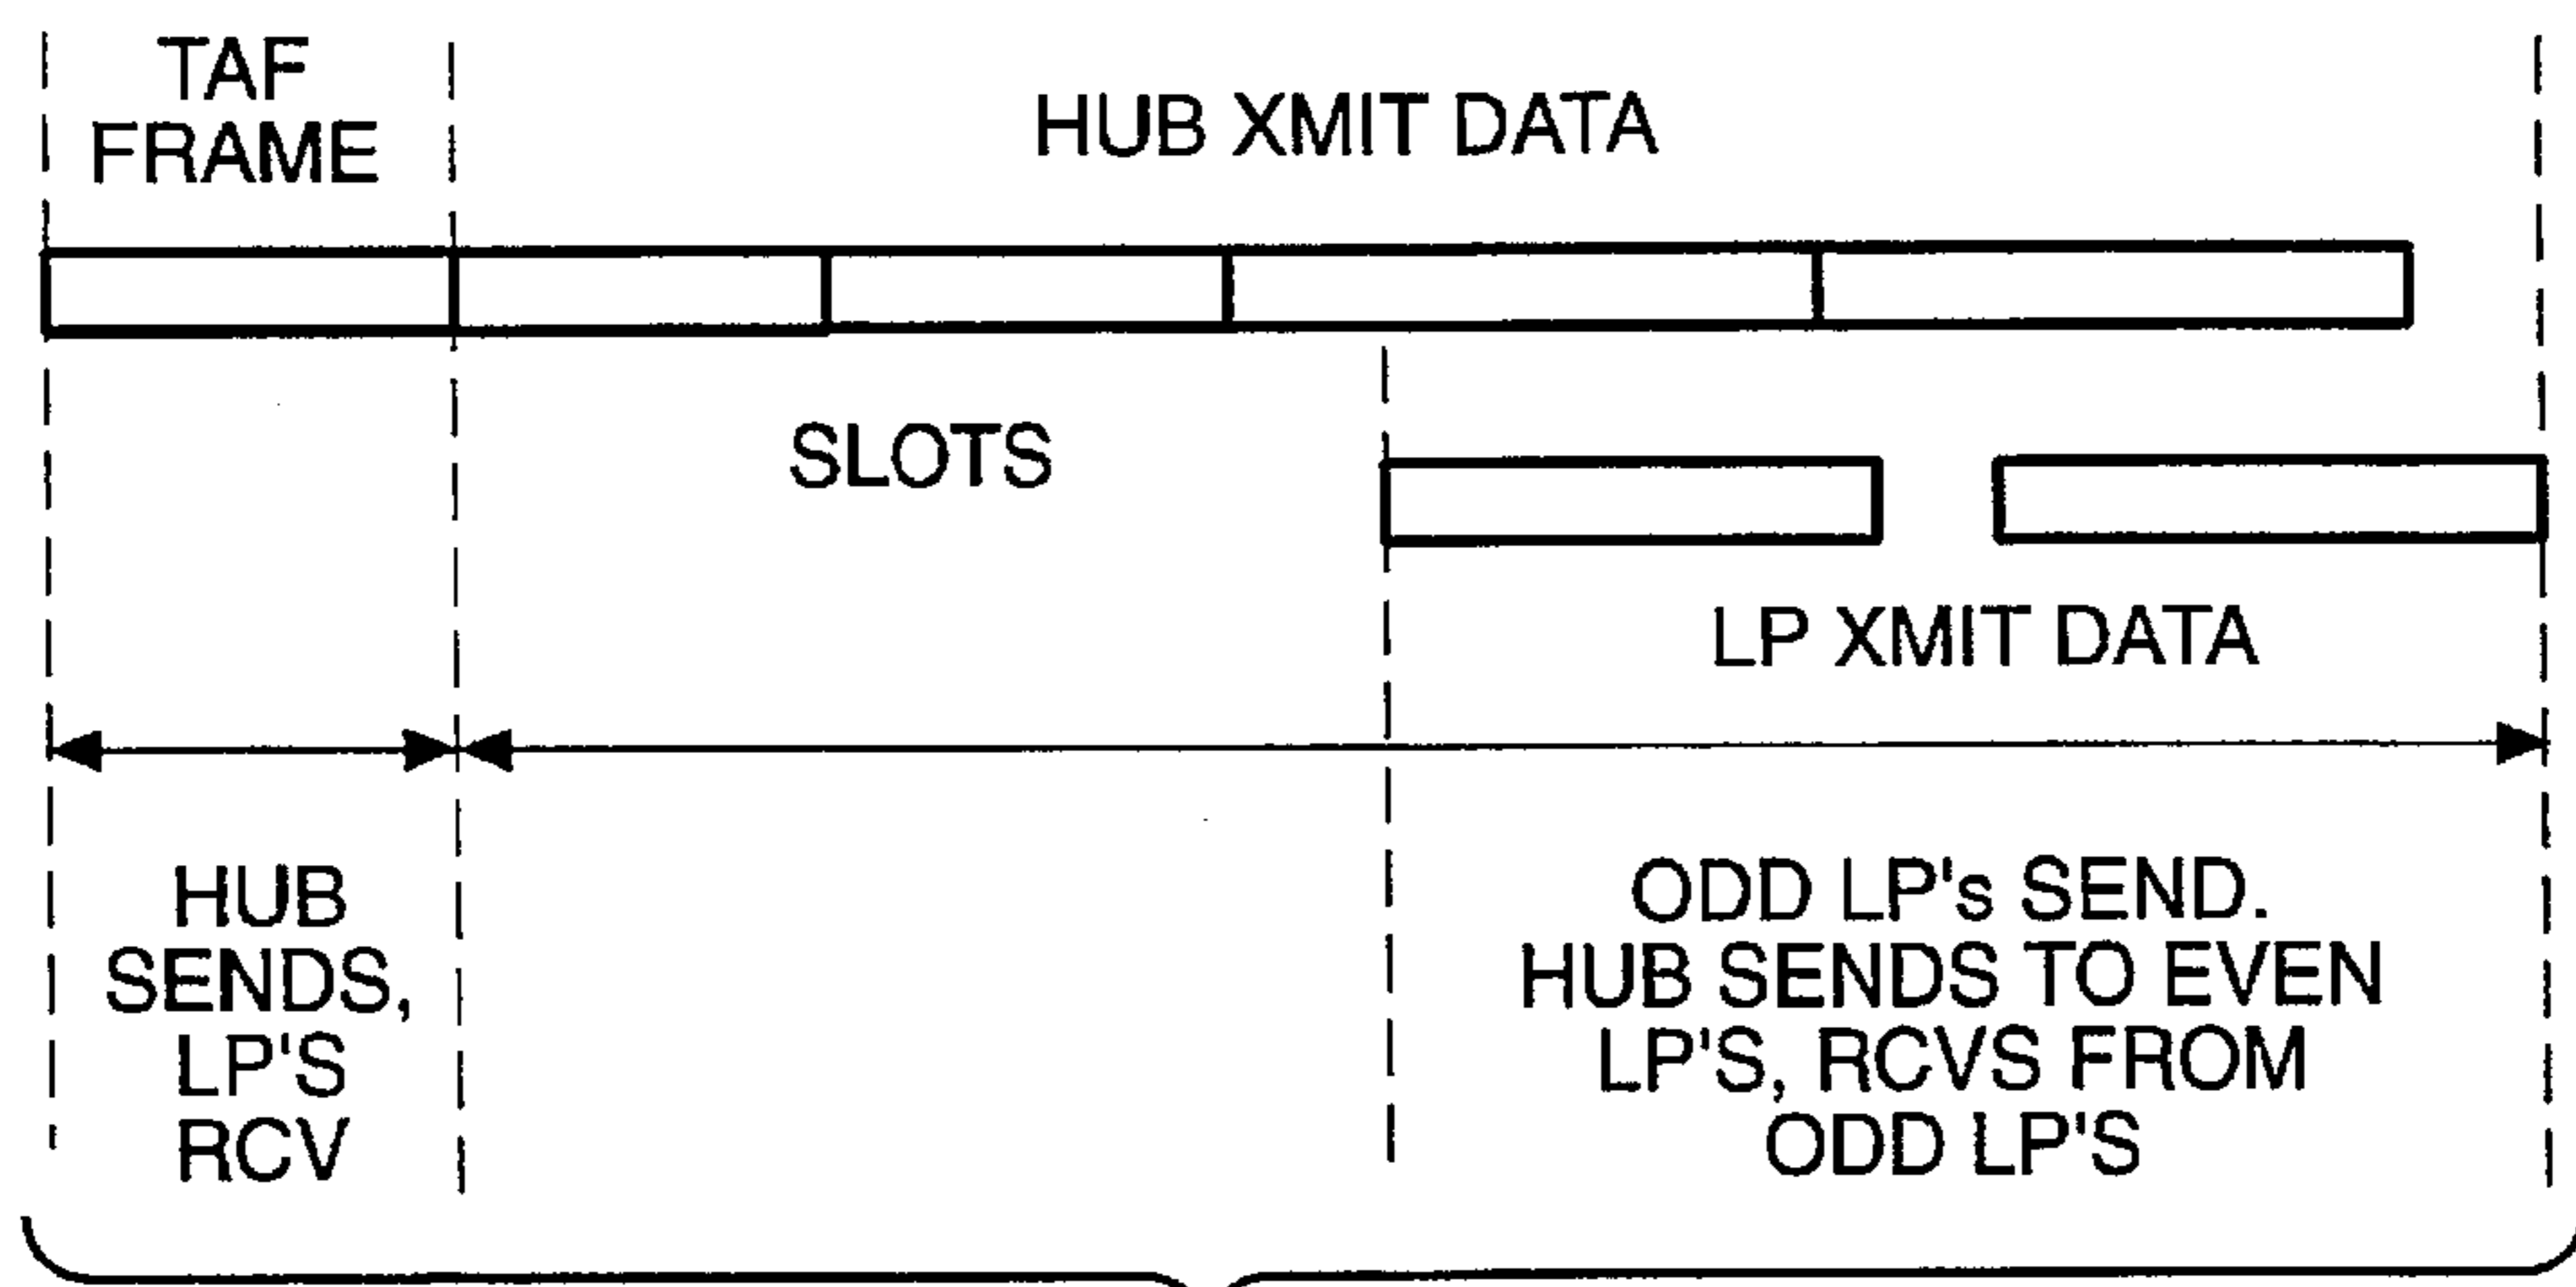 TAF
FRAME
HUB XMIT DATA
SLOTS
LP XMIT DATA
HUB
SENDS,
LP'S
RCV
ODD LP's SEND.
HUB SENDS TO EVEN
LP'S, RCVS FROM
ODD LP'S